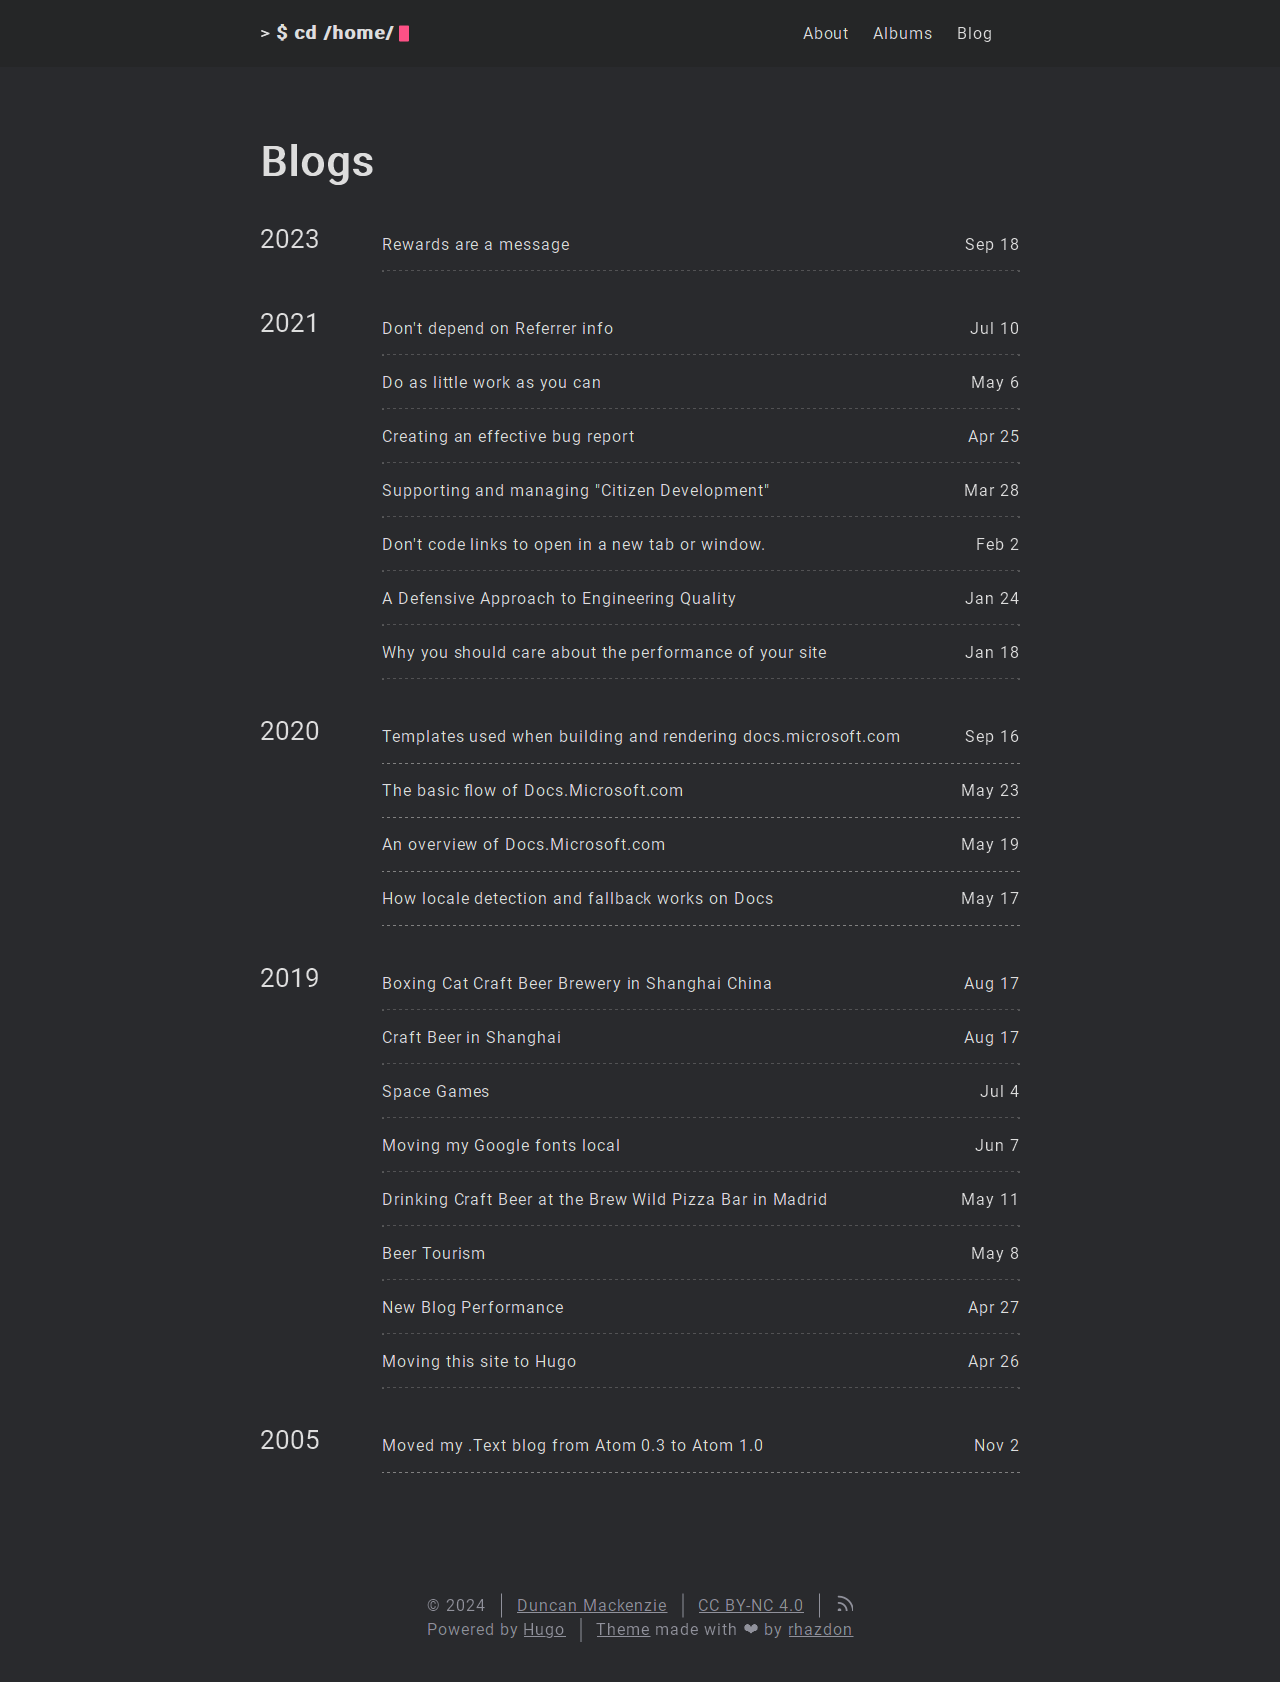 > $ cd /home/
About Albums Blog
Blogs
2023 Rewards are a message Sep 18
2021 Don't depend on Referrer info Jul 10
Do as little work as you can May 6
Creating an effective bug report Apr 25
Supporting and managing "Citizen Development" Mar 28
Don't code links to open in a new tab or window. Feb 2
A Defensive Approach to Engineering Quality Jan 24
Why you should care about the performance of your site Jan 18
2020 Templates used when building and rendering docs.microsoft.com Sep 16
The basic flow of Docs.Microsoft.com May 23
An overview of Docs.Microsoft.com May 19
How locale detection and fallback works on Docs May 17
2019 Boxing Cat Craft Beer Brewery in Shanghai China Aug 17
Craft Beer in Shanghai Aug 17
Space Games Jul 4
Moving my Google fonts local Jun 7
Drinking Craft Beer at the Brew Wild Pizza Bar in Madrid May 11
Beer Tourism May 8
New Blog Performance Apr 27
Moving this site to Hugo Apr 26
2005 Moved my .Text blog from Atom 0.3 to Atom 1.0 Nov 2
© 2024 | Duncan Mackenzie | CC BY-NC 4.0 |
Powered by Hugo | Theme made with ❤ by rhazdon